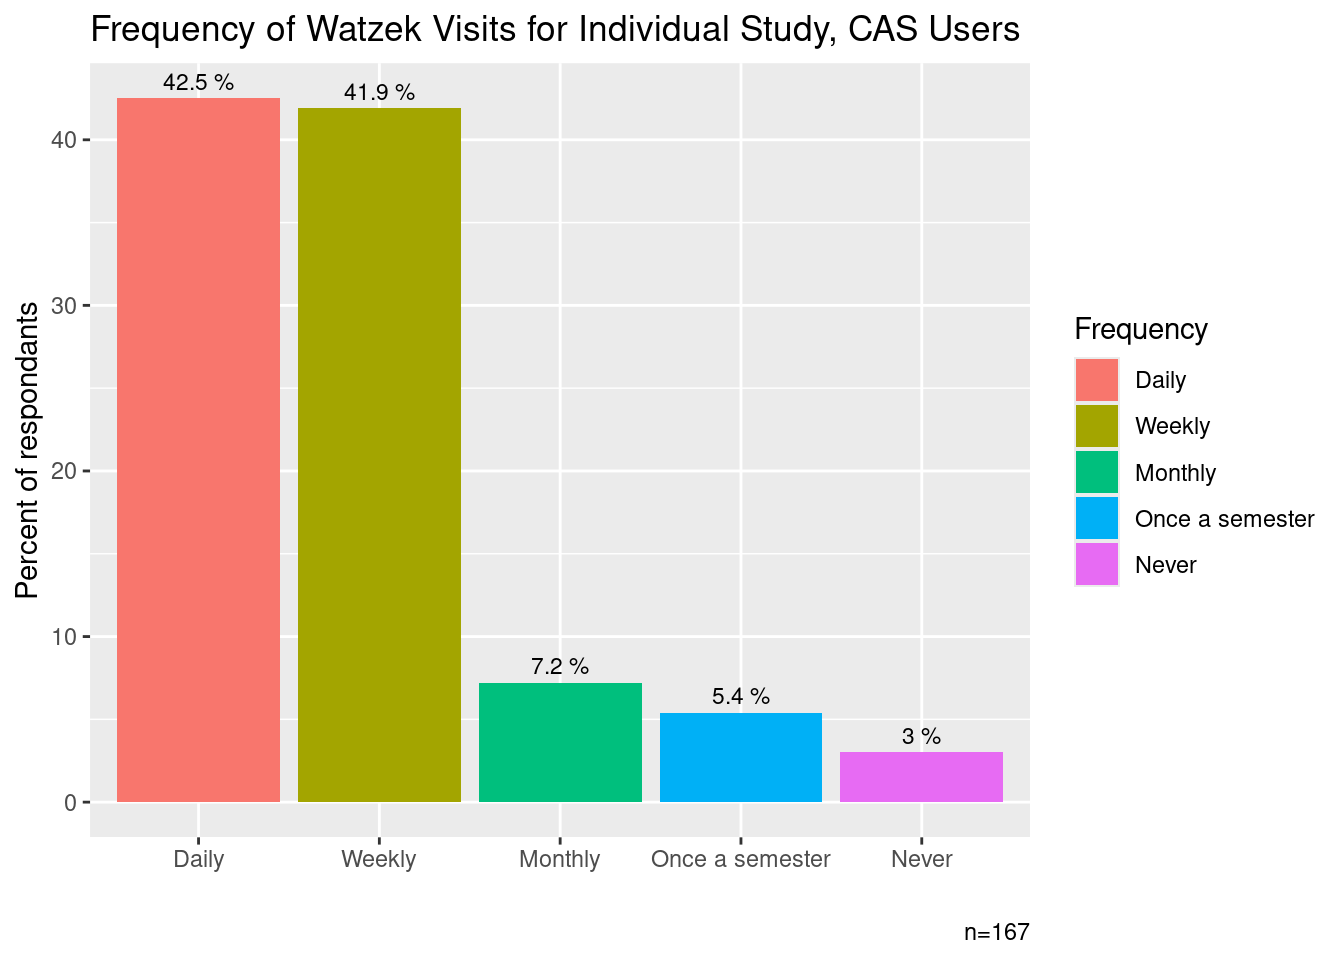 Frequency of Watzek Visits for Individual Study, CAS Users
Percent of respondants
40
30
20
10
0
42.5 %
41.9 %
7.2 %
5.4 %
3 %
Daily
Weekly
Monthly
Once a semester
Never
Frequency
Daily
Weekly
Monthly
Once a semester
Never
n=167